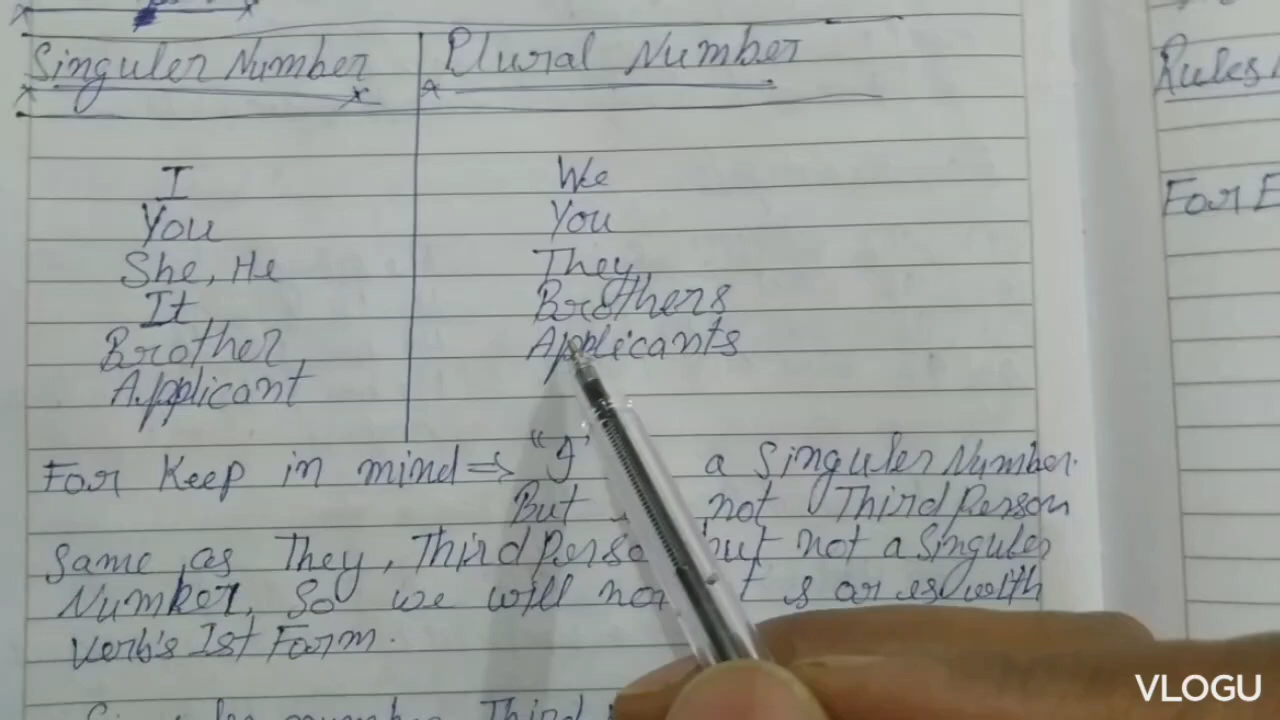 Singuler Number Plural Number
I We
You You
She, He They
It Brothers
Brother Applicants
Applicant
For Keep in mind => "I" a Singuler Number.
But not Third Person
Same as They, Third Perso but not a Singuler
Number, So we will not s or es with
Verb's Ist Form.
Third
Rules
For E
VLOGU